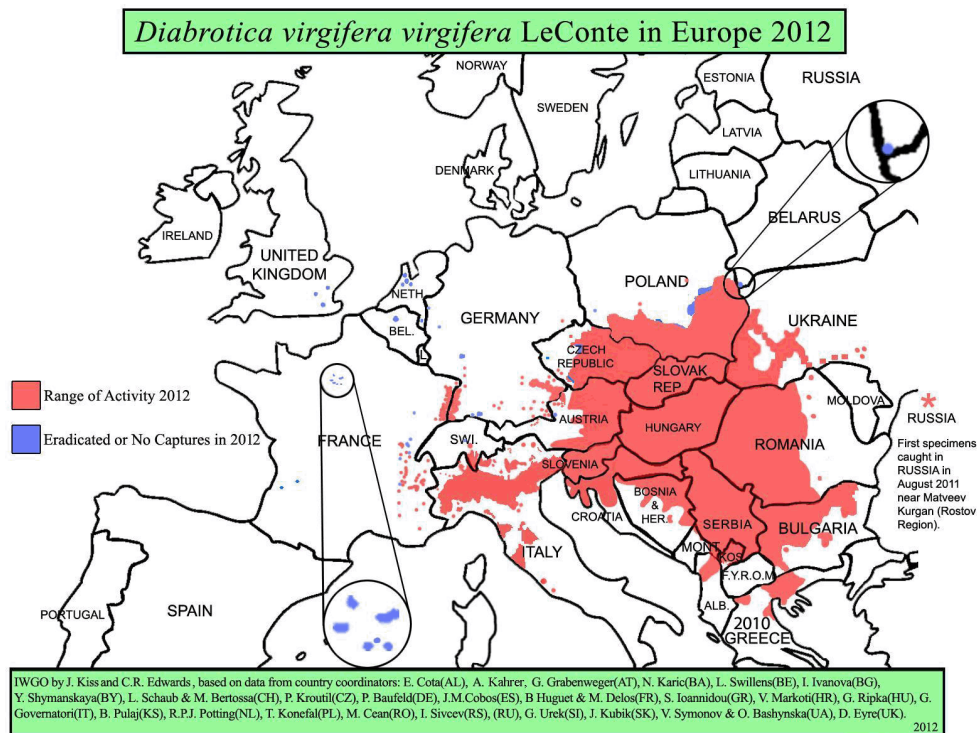 Diabrotica virgifera virgifera LeConte in Europe 2012
NORWAY
SWEDEN
ESTONIA
RUSSIA
LATVIA
LITHUANIA
DENMARK
BELARUS
IRELAND
UNITED
KINGDOM
NETH.
POLAND
GERMANY
BEL.
L.
UKRAINE
CZECH
REPUBLIC
SLOVAK
REP.
MOLDOVA
Range of Activity 2012
Eradicated or No Captures in 2012
FRANCE
SWI.
AUSTRIA
HUNGARY
ROMANIA
SLOVENIA
CROATIA
BOSNIA
&
HER.
SERBIA
BULGARIA
ITALY
MONT.
KOS.
F.Y.R.O.M
ALB.
2010
GREECE
PORTUGAL
SPAIN
*
RUSSIA
First specimens
caught in
RUSSIA in
August 2011
near Matveev
Kurgan (Rostov
Region).
IWGO by J. Kiss and C.R. Edwards , based on data from country coordinators: E. Cota(AL), A. Kahrer, G. Grabenweger(AT), N. Karic(BA), L. Swillens(BE), I. Ivanova(BG),
Y. Shymanskaya(BY), L. Schaub & M. Bertossa(CH), P. Kroutil(CZ), P. Baufeld(DE), J.M.Cobos(ES), B Huguet & M. Delos(FR), S. Ioannidou(GR), V. Markoti(HR), G. Ripka(HU), G.
Governatori(IT), B. Pulaj(KS), R.P.J. Potting(NL), T. Konefal(PL), M. Cean(RO), I. Sivcev(RS), (RU), G. Urek(SI), J. Kubik(SK), V. Symonov & O. Bashynska(UA), D. Eyre(UK).
2012